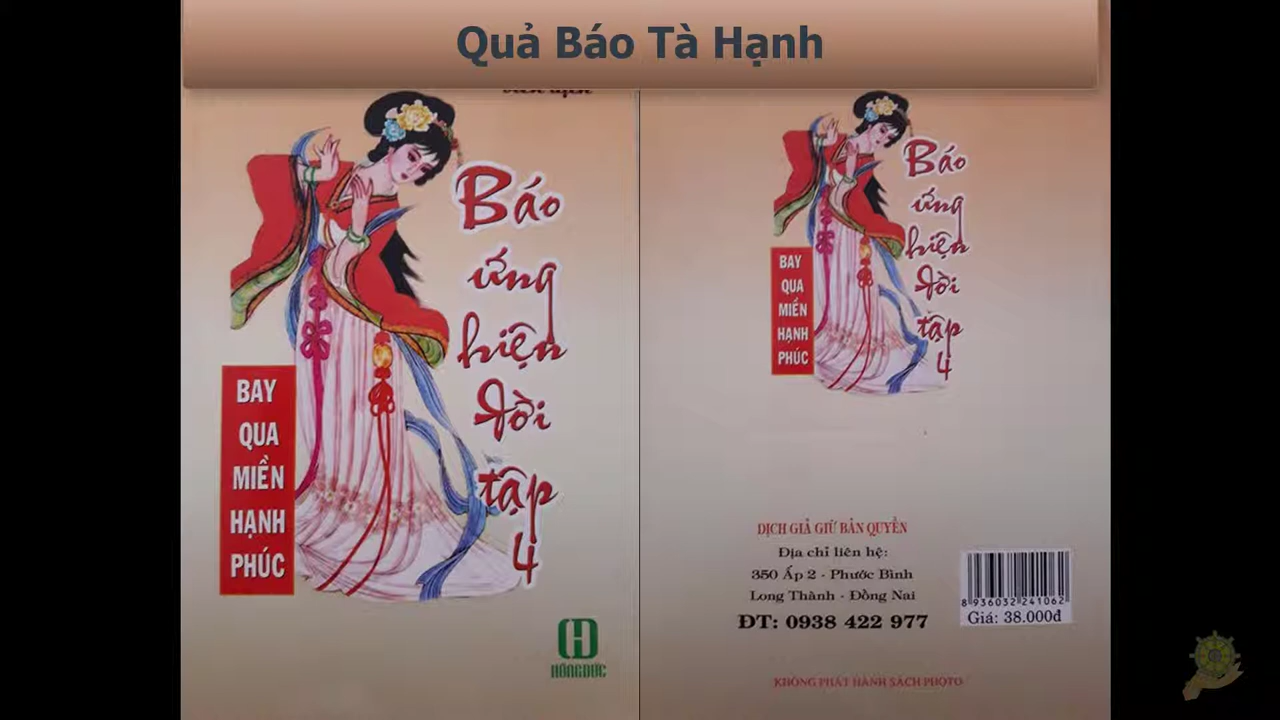 Quả Báo Tà Hạnh
Báo
ứng
hiện
đời
tập
4
BAY
QUA
MIỀN
HẠNH
PHÚC
HỒNG ĐỨC
Báo
ứng
hiện
đời
tập
4
BAY
QUA
MIỀN
HẠNH
PHÚC
DỊCH GIẢ GIỮ BẢN QUYỀN
Địa chỉ liên hệ:
350 Ấp 2 - Phước Bình
Long Thành - Đồng Nai
ĐT: 0938 422 977
8 936032 241062
Giá: 38.000đ
KHÔNG PHÁT HÀNH SÁCH PHOTO